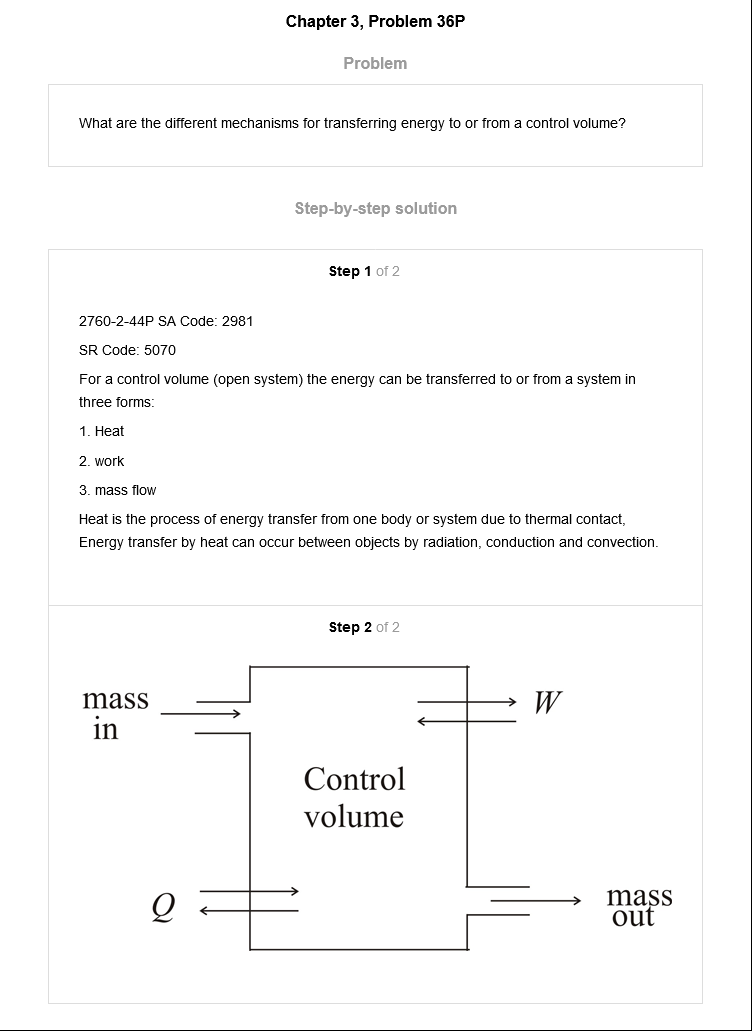 Chapter 3, Problem 36P
Problem
What are the different mechanisms for transferring energy to or from a control volume?
Step-by-step solution
Step 1 of 2
2760-2-44P SA Code: 2981
SR Code: 5070
For a control volume (open system) the energy can be transferred to or from a system in
three forms:
1. Heat
2. work
3. mass flow
Heat is the process of energy transfer from one body or system due to thermal contact,
Energy transfer by heat can occur between objects by radiation, conduction and convection.
Step 2 of 2
mass
in
W
Control
volume
Q
mass
out